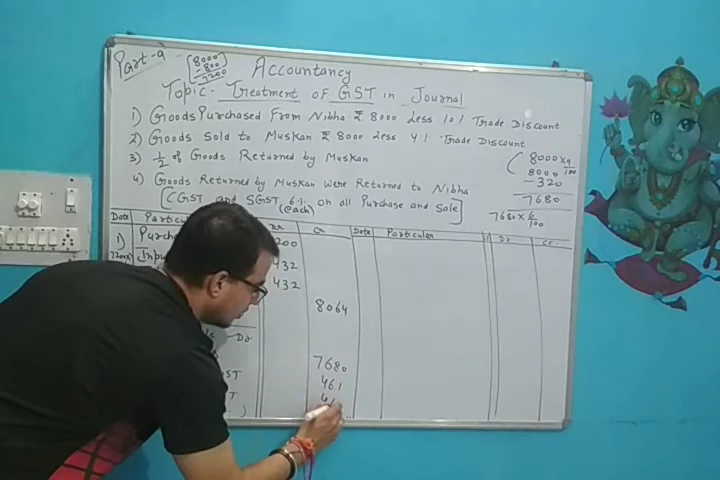 Part-9
[8000
-800
7200]
Accountancy
Topic - Treatment of GST in Journal
1) Goods Purchased From Nibha ₹ 8000 Less 10% Trade Discount
2) Goods Sold to Muskan ₹ 8000 Less 4% Trade Discount
3) 1/2 of Goods Returned by Muskan
4) Goods Returned by Muskan were Returned to Nibha
[CGST and SGST 6% (each) on all Purchase and Sale]
(8000 x 4/100
8000
-320
7680
7680 x 6/100
Date Dr Cr Date Particular Dr Cr
1)
432
432
8064
Dr
7680
461